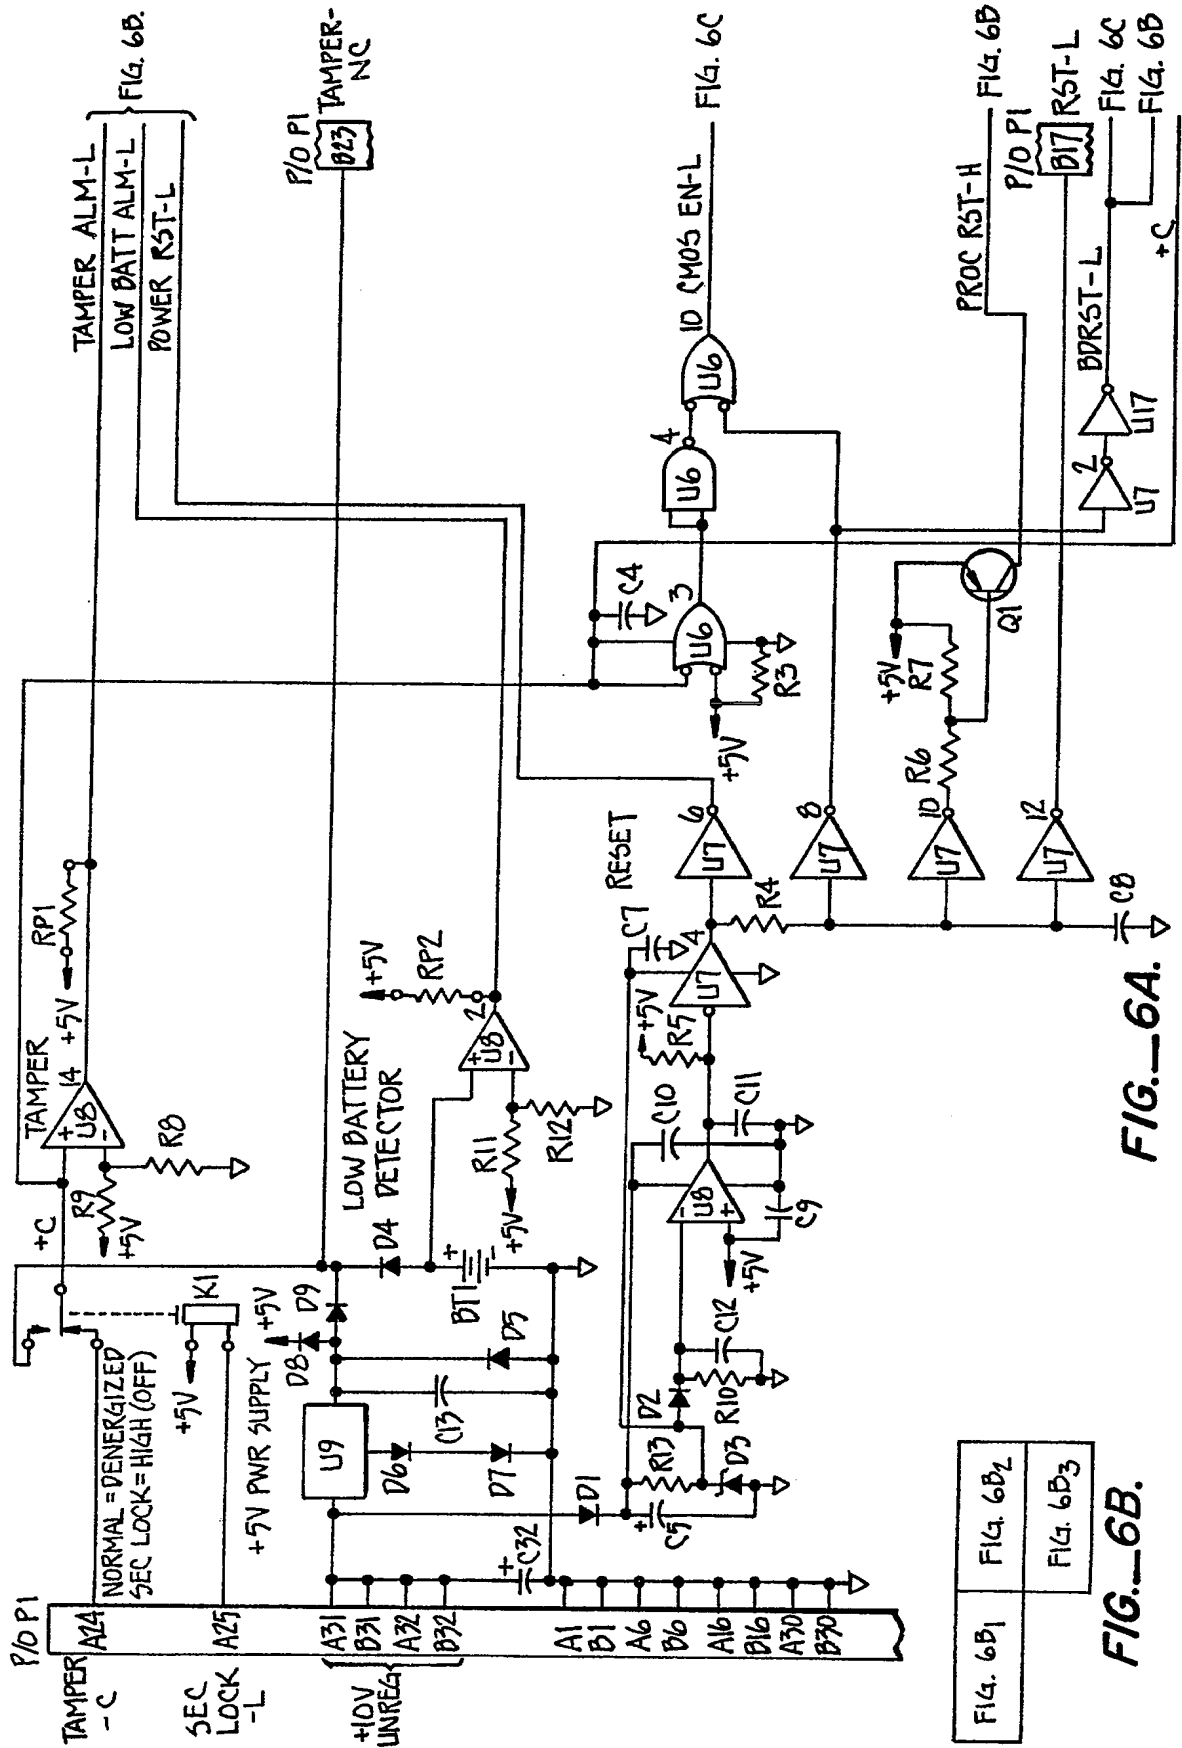 P/O P1
TAMPER
-C
A24
NORMAL = DENERGIZED
SEC LOCK = HIGH (OFF)
SEC
LOCK
-L
A25
+5V
K1
+C
R9
+5V
R8
TAMPER
U8
+
-
14
+5V
RP1
TAMPER ALM-L
LOW BATT ALM-L
POWER RST-L
FIG. 6B.
+10V
UNREG
A31
B31
A32
B32
+
C32
+5V PWR SUPPLY
U9
D6
D7
C13
D8
+5V
D9
D5
D4
LOW BATTERY
DETECTOR
BT1
+
-
+5V
R11
R12
U8
+
-
2
RP2
+5V
P/O P1
B23
TAMPER-
NC
A1
B1
A6
B6
A16
B16
A30
B30
D1
+
C5
R13
D3
D2
R10
C12
+5V
C9
U8
-
+
C10
C11
R5
+5V
C7
U7
4
RESET
R4
U7
6
U7
8
U7
10
U7
12
C8
+5V
R3
U6
3
C4
U6
4
U6
10
CMOS EN-L
FIG. 6C
R6
R7
+5V
Q1
PROC RST-H
FIG. 6B
P/O P1
B17
RST-L
U7
2
U17
BDRST-L
FIG. 6C
FIG. 6B
+C
FIG._6A.
FIG. 6B1
FIG. 6B2
FIG. 6B3
FIG._6B.